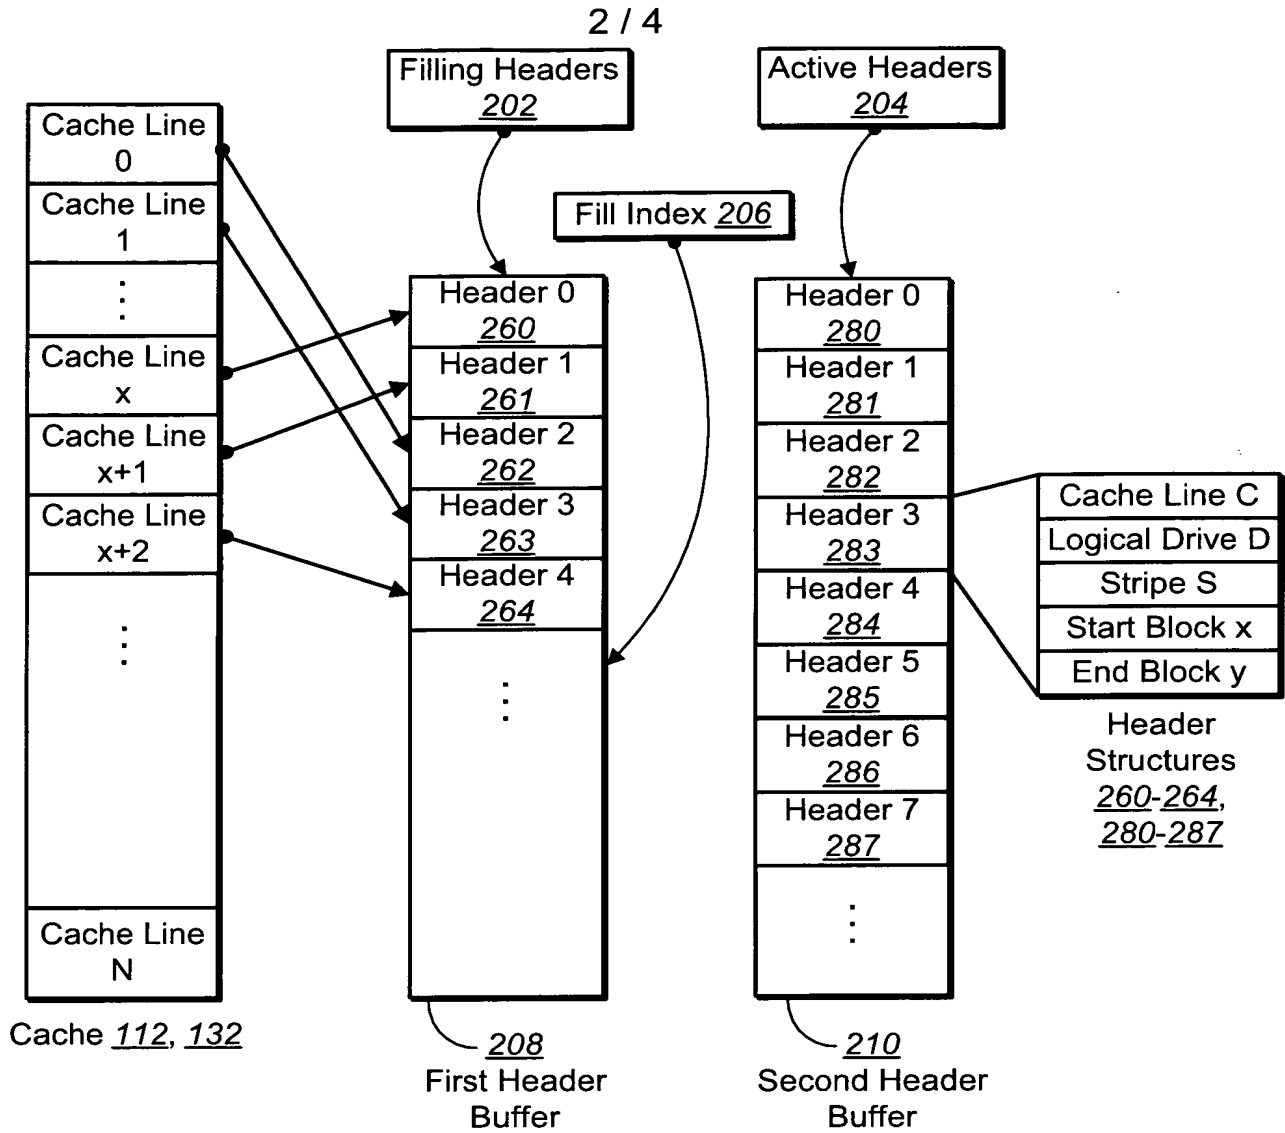 2 / 4
Filling Headers
202
Active Headers
204
Fill Index 206
Cache Line
0
Cache Line
1
Cache Line
x
Cache Line
x+1
Cache Line
x+2
Cache Line
N
Cache 112, 132
Header 0
260
Header 1
261
Header 2
262
Header 3
263
Header 4
264
208
First Header
Buffer
Header 0
280
Header 1
281
Header 2
282
Header 3
283
Header 4
284
Header 5
285
Header 6
286
Header 7
287
210
Second Header
Buffer
Cache Line C
Logical Drive D
Stripe S
Start Block x
End Block y
Header
Structures
260-264,
280-287